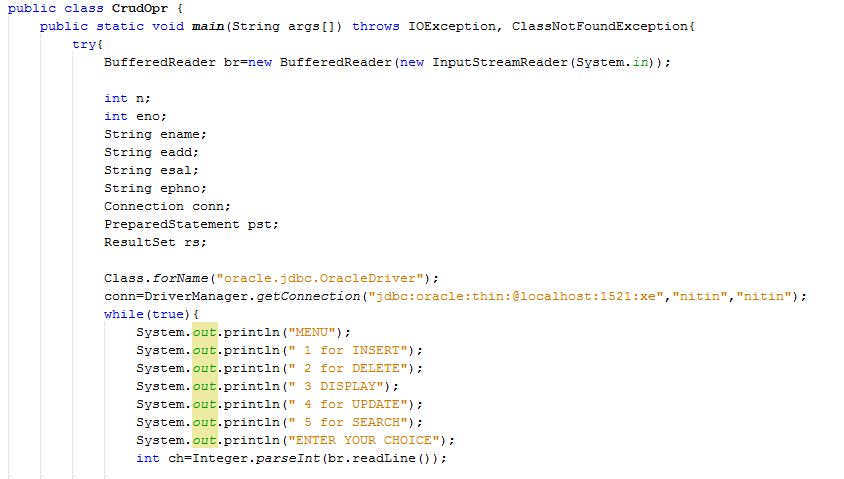 public class CrudOpr {
    public static void main(String args[]) throws IOException, ClassNotFoundException{
        try{
            BufferedReader br=new BufferedReader(new InputStreamReader(System.in));

            int n;
            int eno;
            String ename;
            String eadd;
            String esal;
            String ephno;
            Connection conn;
            PreparedStatement pst;
            ResultSet rs;

            Class.forName("oracle.jdbc.OracleDriver");
            conn=DriverManager.getConnection("jdbc:oracle:thin:@localhost:1521:xe","nitin","nitin");
            while(true){
                System.out.println("MENU");
                System.out.println(" 1 for INSERT");
                System.out.println(" 2 for DELETE");
                System.out.println(" 3 DISPLAY");
                System.out.println(" 4 for UPDATE");
                System.out.println(" 5 for SEARCH");
                System.out.println("ENTER YOUR CHOICE");
                int ch=Integer.parseInt(br.readLine());